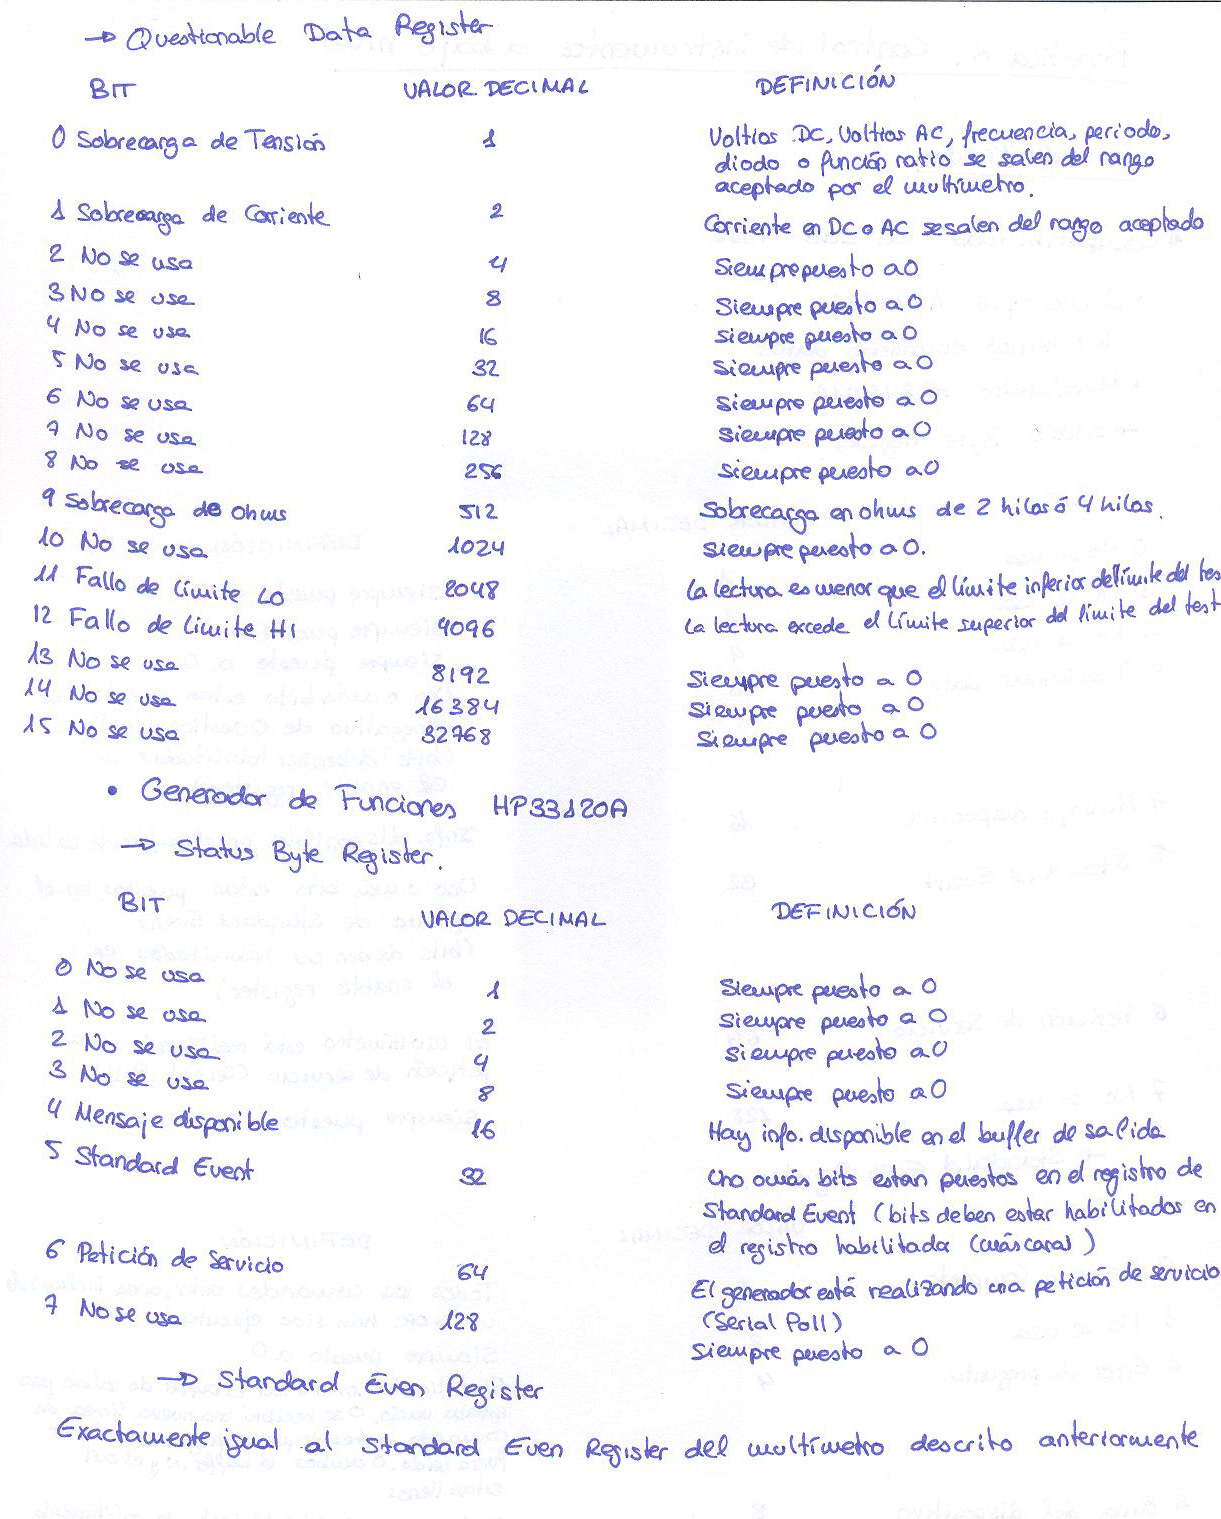 → Questionable Data Register
BIT VALOR DECIMAL DEFINICIÓN
0 Sobrecarga de Tensión 1 Voltios DC, Voltios AC, frecuencia, periodo,
diodo o función ratio se salen del rango
aceptado por el multímetro.
1 Sobrecarga de Corriente 2 Corriente en DC o AC se salen del rango aceptado
2 No se usa 4 Siempre puesto a 0
3 No se usa 8 Siempre puesto a 0
4 No se usa 16 Siempre puesto a 0
5 No se usa 32 Siempre puesto a 0
6 No se usa 64 Siempre puesto a 0
7 No se usa 128 Siempre puesto a 0
8 No se usa 256 Siempre puesto a 0
9 Sobrecarga de ohms 512 Sobrecarga en ohms de 2 hilos ó 4 hilos.
10 No se usa 1024 Siempre puesto a 0.
11 Fallo de Límite LO 2048 La lectura es menor que el límite inferior del límite del tes
12 Fallo de Límite HI 4096 La lectura excede el límite superior del límite del test
13 No se usa 8192 Siempre puesto a 0
14 No se usa 16384 Siempre puesto a 0
15 No se usa 32768 Siempre puesto a 0
• Generador de Funciones HP33120A
→ Status Byte Register.
BIT VALOR DECIMAL DEFINICIÓN
0 No se usa 1 Siempre puesto a 0
1 No se usa 2 Siempre puesto a 0
2 No se usa 4 Siempre puesto a 0
3 No se usa 8 Siempre puesto a 0
4 Mensaje disponible 16 Hay info. disponible en el buffer de salida
5 Standard Event 32 Uno o más bits estan puestos en el registro de
Standard Event (bits deben estar habilitados en
el registro habilitada (máscara)
6 Petición de Servicio 64 El generador está realizando una petición de servicio
(Serial Poll)
7 No se usa 128 Siempre puesto a 0
→ Standard Even Register
Exactamente igual al Standard Even Register del multímetro descrito anteriormente